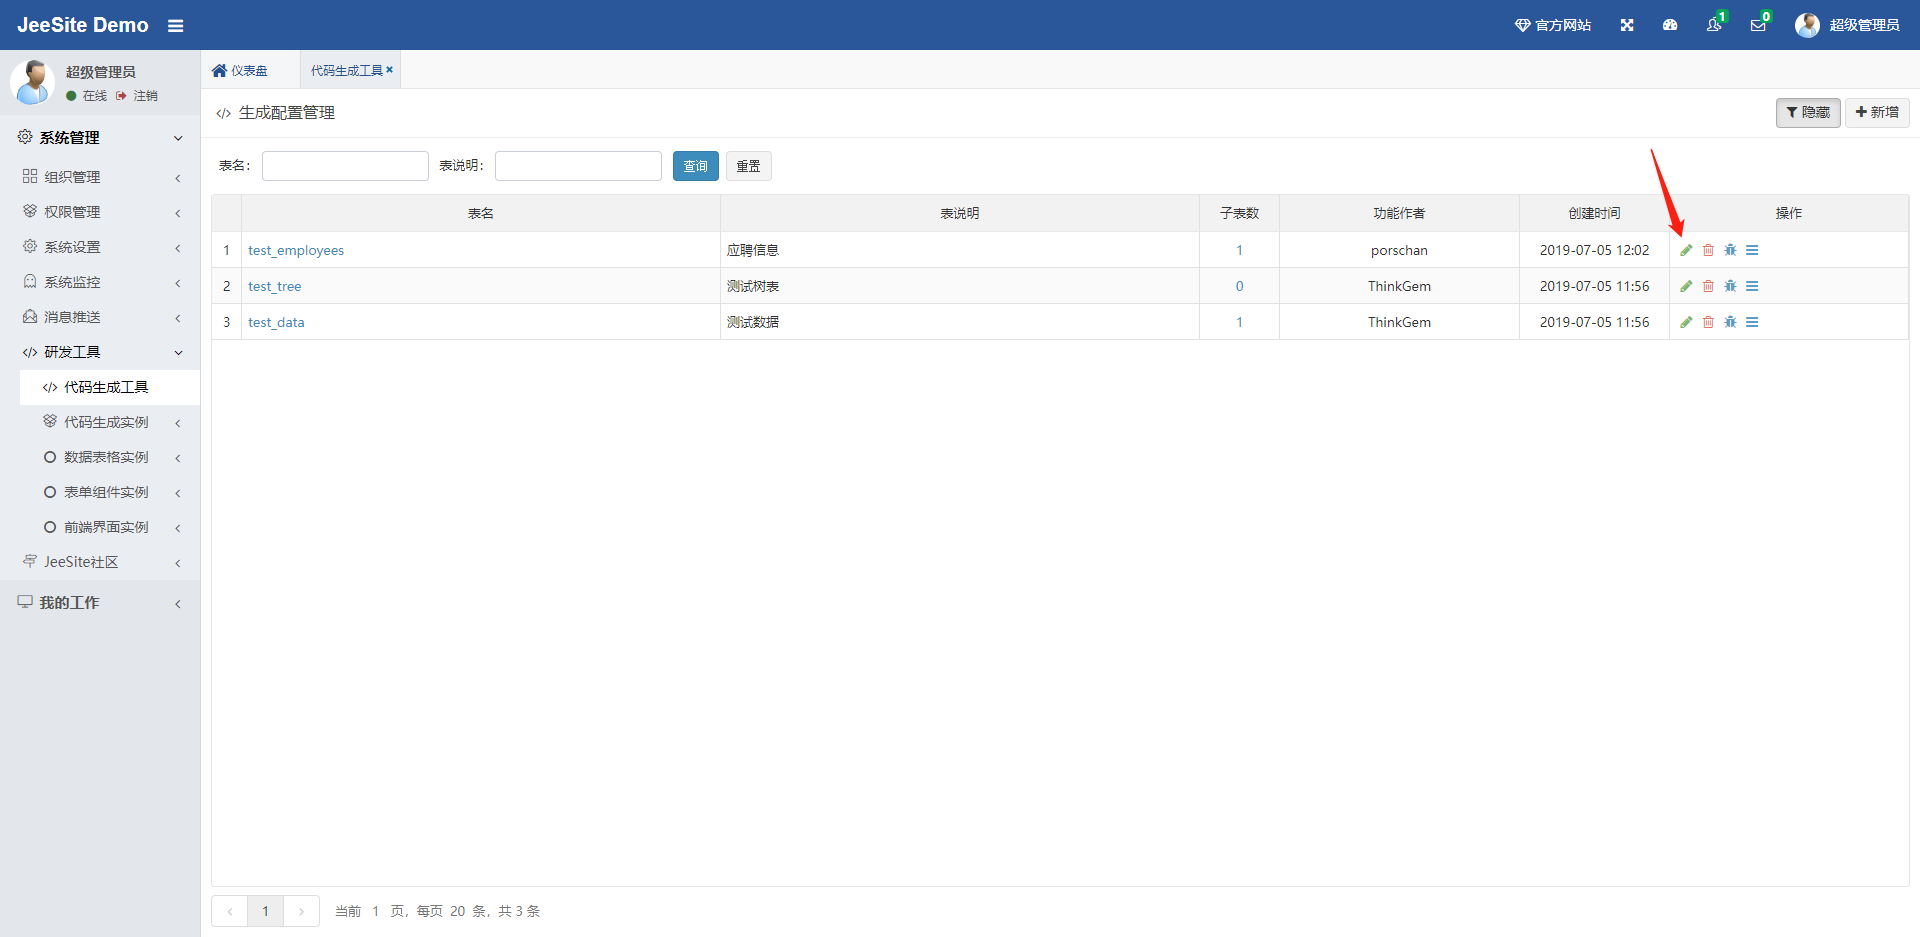 JeeSite Demo
官方网站
1
0
超级管理员
超级管理员
在线 注销
系统管理
组织管理
权限管理
系统设置
系统监控
消息推送
研发工具
代码生成工具
代码生成实例
数据表格实例
表单组件实例
前端界面实例
JeeSite社区
我的工作
仪表盘 代码生成工具
生成配置管理
隐藏 新增
表名： 表说明： 查询 重置
表名 表说明 子表数 功能作者 创建时间 操作
1 test_employees 应聘信息 1 porschan 2019-07-05 12:02
2 test_tree 测试树表 0 ThinkGem 2019-07-05 11:56
3 test_data 测试数据 1 ThinkGem 2019-07-05 11:56
1 当前 1 页，每页 20 条，共 3 条